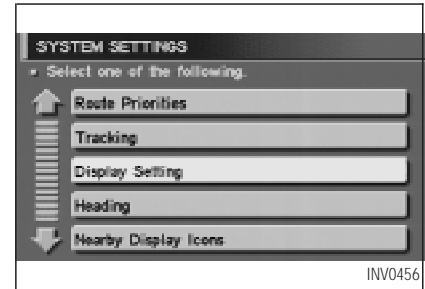 SYSTEM SETTINGS
• Select one of the following.
Route Priorities
Tracking
Display Setting
Heading
Nearby Display Icons
INV0456